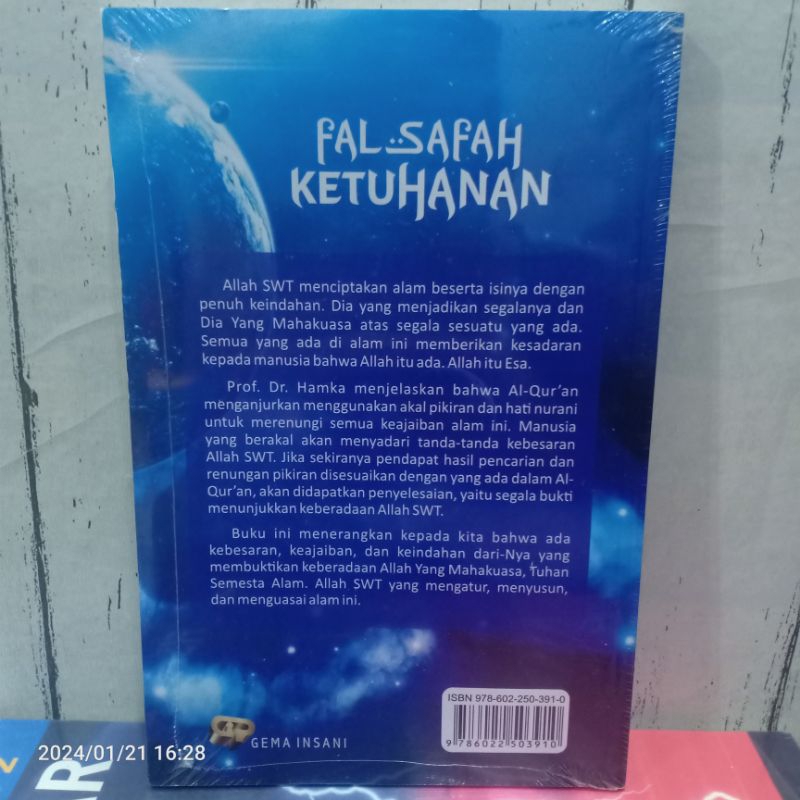 FALSAFAH
KETUHANAN
Allah SWT menciptakan alam beserta isinya dengan
penuh keindahan. Dia yang menjadikan segalanya dan
Dia Yang Mahakuasa atas segala sesuatu yang ada.
Semua yang ada di alam ini memberikan kesadaran
kepada manusia bahwa Allah itu ada. Allah itu Esa.
Prof. Dr. Hamka menjelaskan bahwa Al-Qur'an
menganjurkan menggunakan akal pikiran dan hati nurani
untuk merenungi semua keajaiban alam ini. Manusia
yang berakal akan menyadari tanda-tanda kebesaran
Allah SWT. Jika sekiranya pendapat hasil pencarian dan
renungan pikiran disesuaikan dengan yang ada dalam Al-
Qur'an, akan didapatkan penyelesaian, yaitu segala bukti
menunjukkan keberadaan Allah SWT.
Buku ini menerangkan kepada kita bahwa ada
kebesaran, keajaiban, dan keindahan dari-Nya yang
membuktikan keberadaan Allah Yang Mahakuasa, Tuhan
Semesta Alam. Allah SWT yang mengatur, menyusun,
dan menguasai alam ini.
ISBN 978-602-250-391-0
9 786022 503910
GEMA INSANI
2024/01/21 16:28
AR